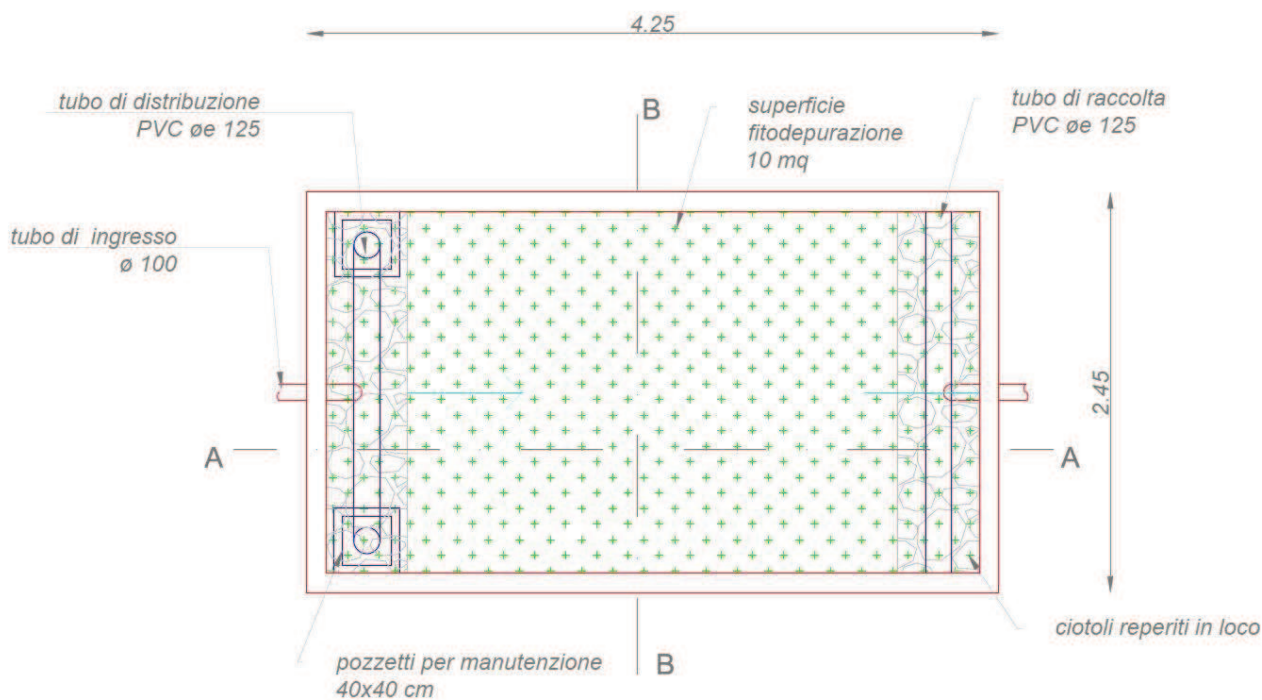 4.25
tubo di distribuzione
PVC øe 125
B
superficie
fitodepurazione
10 mq
tubo di raccolta
PVC øe 125
tubo di ingresso
ø 100
2.45
A
A
ciotoli reperiti in loco
pozzetti per manutenzione
40x40 cm
B